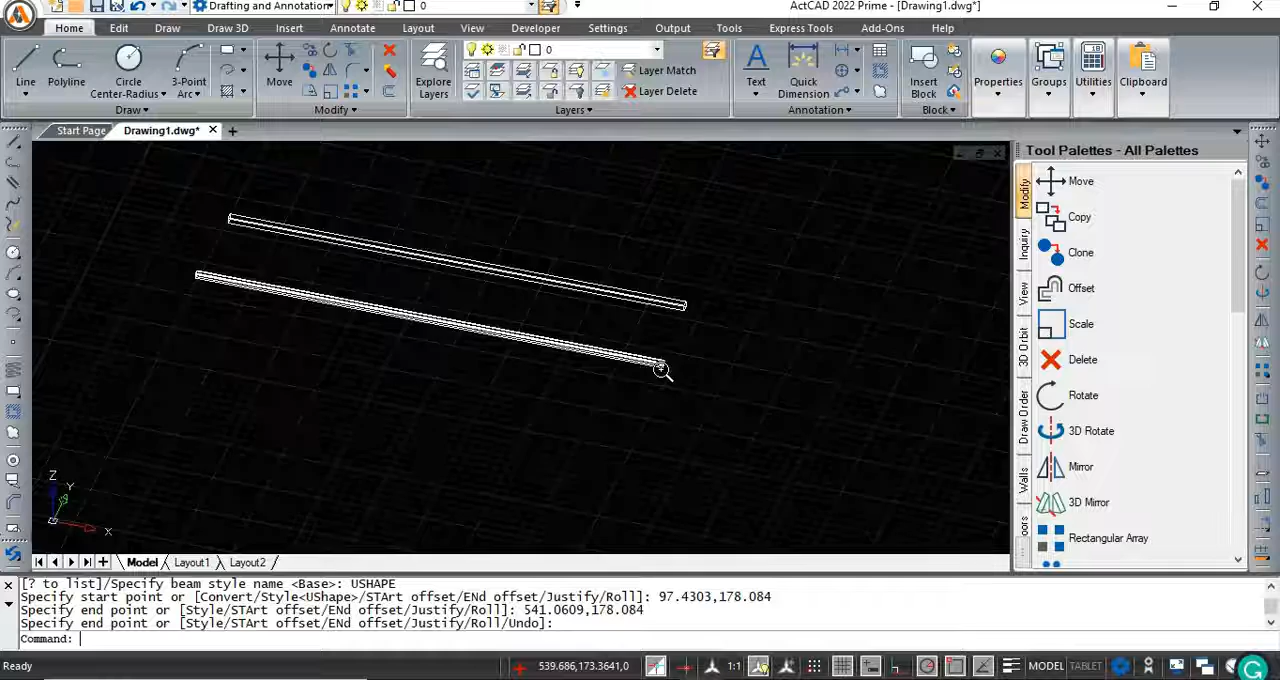 Drafting and Annotation
0
ActCAD 2022 Prime - [Drawing1.dwg*]
Home
Edit
Draw
Draw 3D
Insert
Annotate
Layout
View
Developer
Settings
Output
Tools
Add-Ons
Express Tools
Help
Line
Polyline
Circle
Center-Radius
3-Point
Arc
Draw
Move
Modify
Explore
Layers
0
Layer Match
Layer Delete
Layers
Text
Quick
Dimension
Annotation
Insert
Block
Block
Properties
Groups
Utilities
Clipboard
Start Page
Drawing1.dwg*
Tool Palettes - All Palettes
Modify
Inquiry
View
3D Orbit
Draw Order
Walls
Move
Copy
Clone
Offset
Scale
Delete
Rotate
3D Rotate
Mirror
3D Mirror
Rectangular Array
Z
Y
X
Model
Layout1
Layout2
[? to list]/Specify beam style name <Base>: USHAPE
Specify start point or [Convert/Style<UShape>/STArt offset/ENd offset/Justify/Roll]: 97.4303,178.084
Specify end point or [Style/STArt offset/ENd offset/Justify/Roll]: 541.0609,178.084
Specify end point or [Style/STArt offset/ENd offset/Justify/Roll/Undo]:
Command:
Ready
539.686,173.3641,0
1:1
MODEL
TABLET